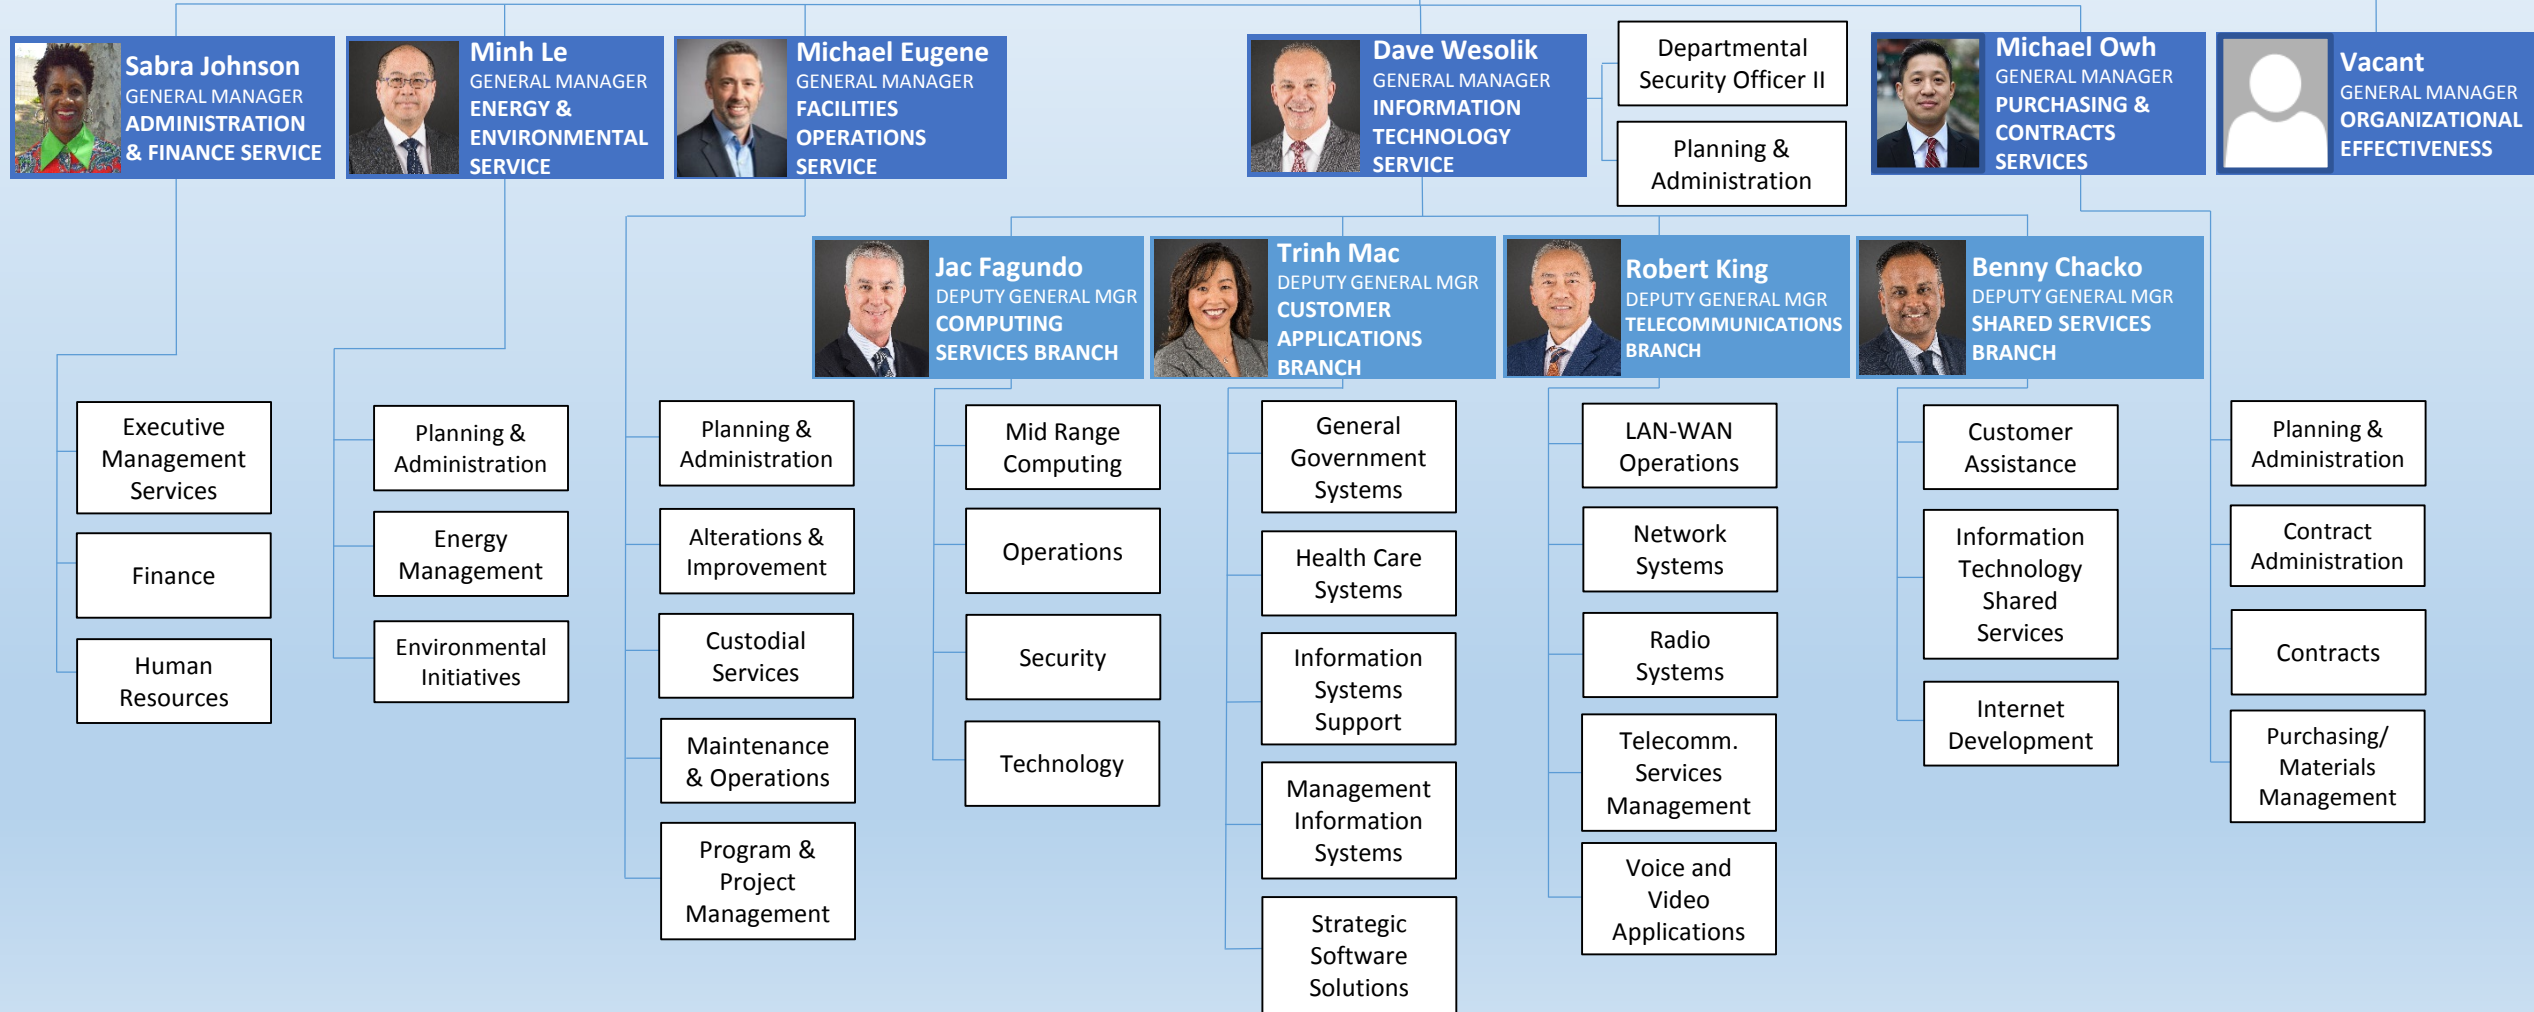 Sabra Johnson
GENERAL MANAGER
ADMINISTRATION
& FINANCE SERVICE
Minh Le
GENERAL MANAGER
ENERGY &
ENVIRONMENTAL
SERVICE
Michael Eugene
GENERAL MANAGER
FACILITIES
OPERATIONS
SERVICE
Dave Wesolik
GENERAL MANAGER
INFORMATION
TECHNOLOGY
SERVICE
Departmental
Security Officer II
Planning &
Administration
Michael Owh
GENERAL MANAGER
PURCHASING &
CONTRACTS
SERVICES
Vacant
GENERAL MANAGER
ORGANIZATIONAL
EFFECTIVENESS
Jac Fagundo
DEPUTY GENERAL MGR
COMPUTING
SERVICES BRANCH
Trinh Mac
DEPUTY GENERAL MGR
CUSTOMER
APPLICATIONS
BRANCH
Robert King
DEPUTY GENERAL MGR
TELECOMMUNICATIONS
BRANCH
Benny Chacko
DEPUTY GENERAL MGR
SHARED SERVICES
BRANCH
Executive
Management
Services
Finance
Human
Resources
Planning &
Administration
Energy
Management
Environmental
Initiatives
Planning &
Administration
Alterations &
Improvement
Custodial
Services
Maintenance
& Operations
Program &
Project
Management
Mid Range
Computing
Operations
Security
Technology
General
Government
Systems
Health Care
Systems
Information
Systems
Support
Management
Information
Systems
Strategic
Software
Solutions
LAN-WAN
Operations
Network
Systems
Radio
Systems
Telecomm.
Services
Management
Voice and
Video
Applications
Customer
Assistance
Information
Technology
Shared
Services
Internet
Development
Planning &
Administration
Contract
Administration
Contracts
Purchasing/
Materials
Management